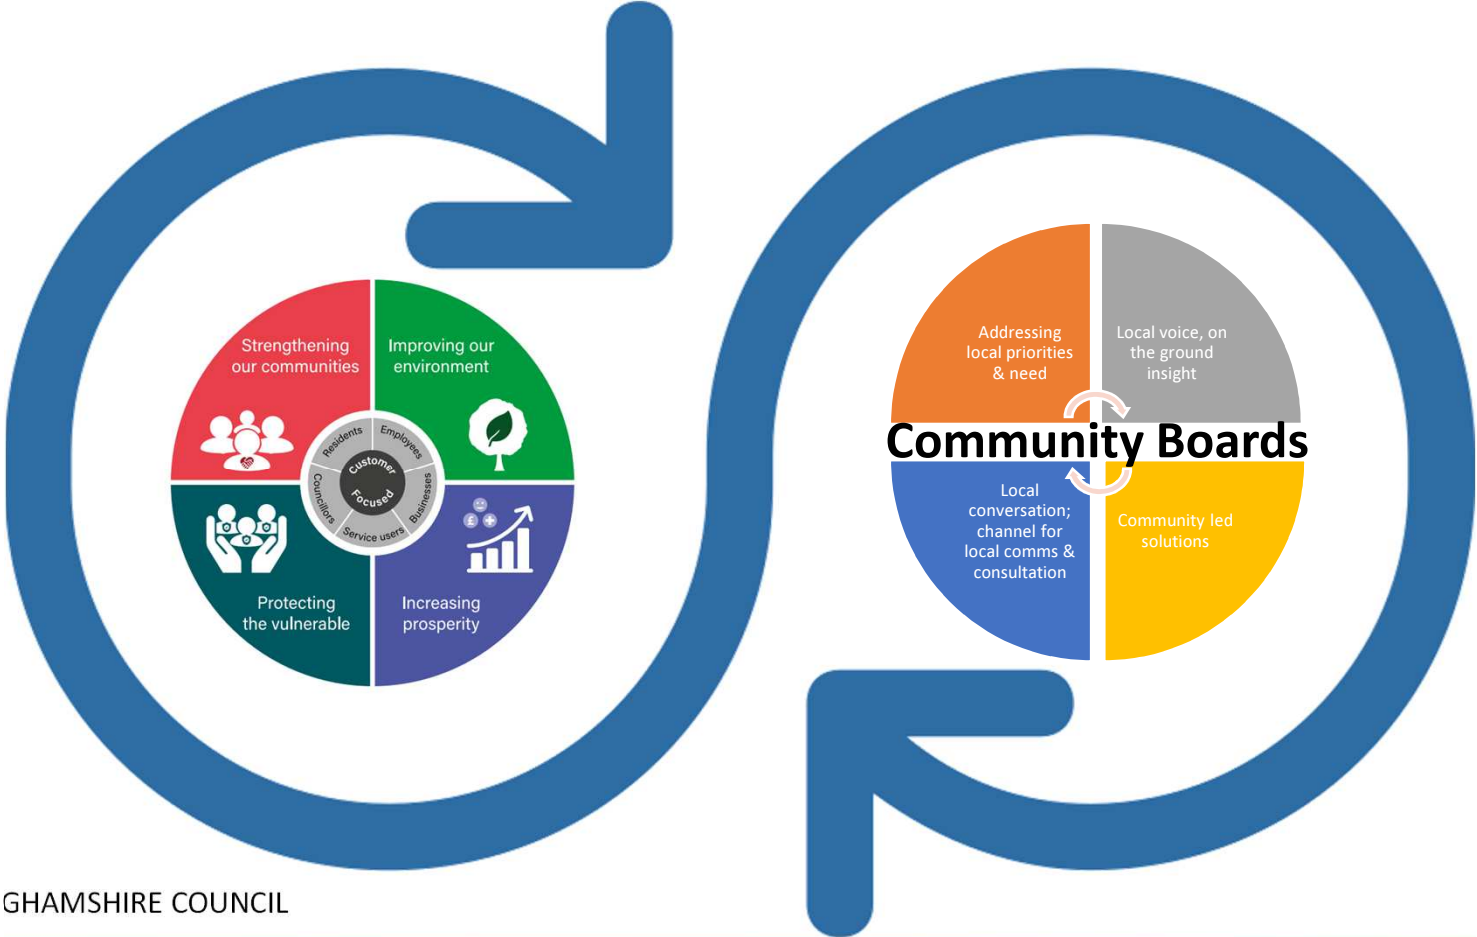 Strengthening
our communities
Improving our
environment
Residents
Employees
Businesses
Service users
Councillors
Customer
Focused
£
Protecting
the vulnerable
Increasing
prosperity
Addressing
local priorities
& need
Local voice, on
the ground
insight
Community Boards
Local
conversation;
channel for
local comms &
consultation
Community led
solutions
GHAMSHIRE COUNCIL